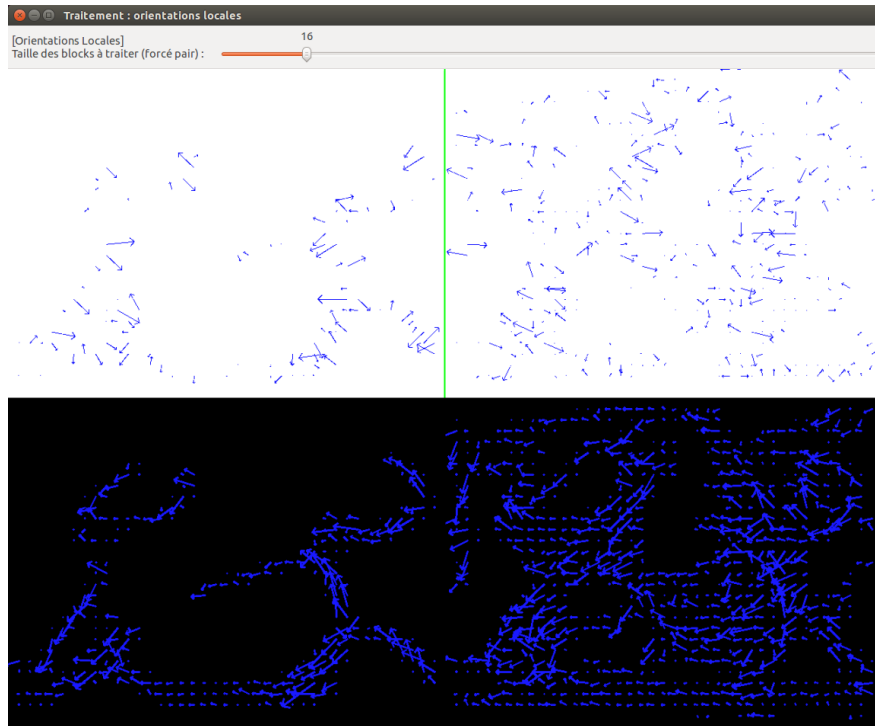 Traitement : orientations locales
16
[Orientations Locales]
Taille des blocks à traiter (forcé pair) :